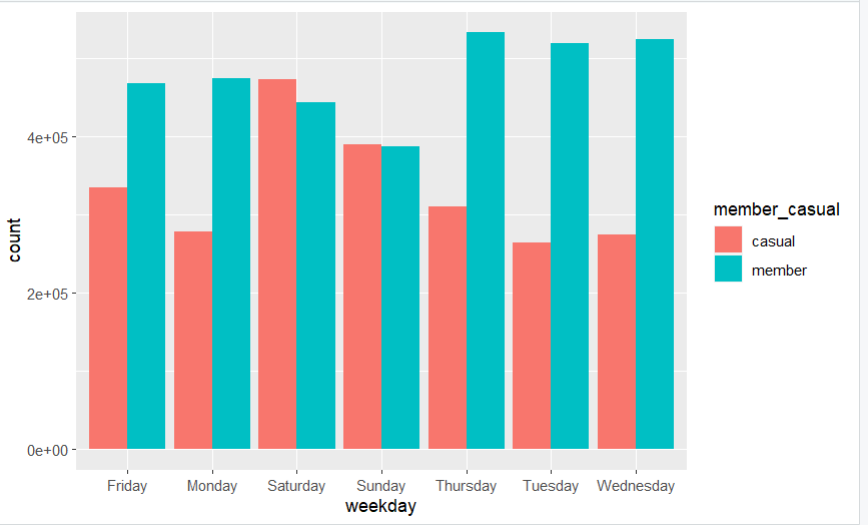 count
4e+05
2e+05
0e+00
Friday Monday Saturday Sunday Thursday Tuesday Wednesday
weekday
member_casual
casual
member